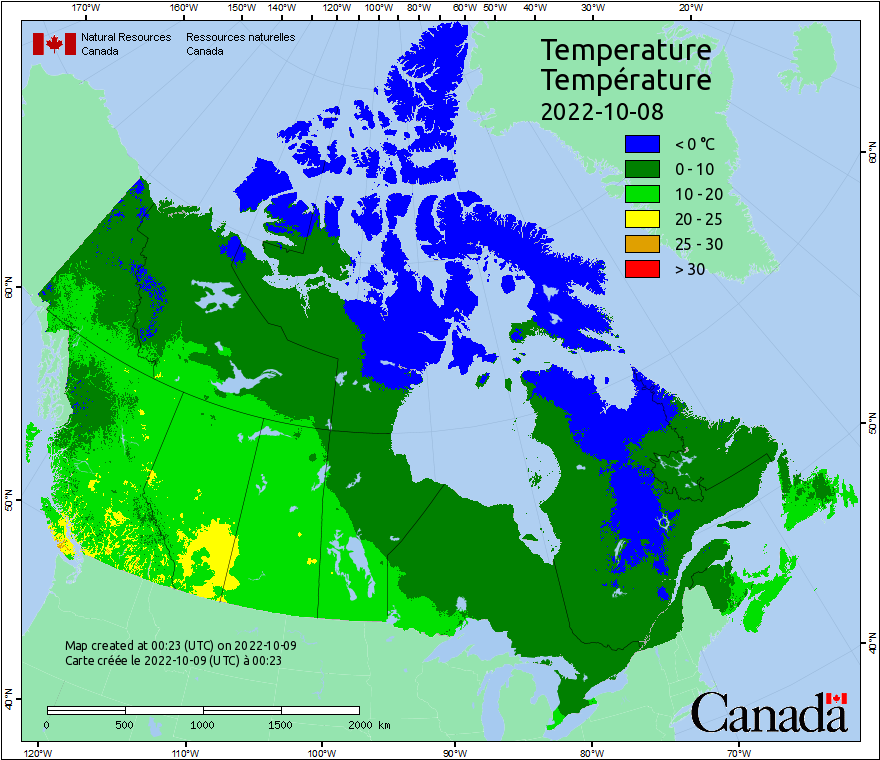 170°W 160°W 150°W 140°W 120°W 100°W 80°W 60°W 50°W 40°W 30°W 20°W
Natural Resources Ressources naturelles
Canada Canada
Temperature
Température
2022-10-08
< 0 °C
0 - 10
10 - 20
20 - 25
25 - 30
> 30
60°N
60°N
50°N
50°N
40°N
40°N
Map created at 00:23 (UTC) on 2022-10-09
Carte créée le 2022-10-09 (UTC) à 00:23
0 500 1000 1500 2000 km
Canada
120°W 110°W 100°W 90°W 80°W 70°W